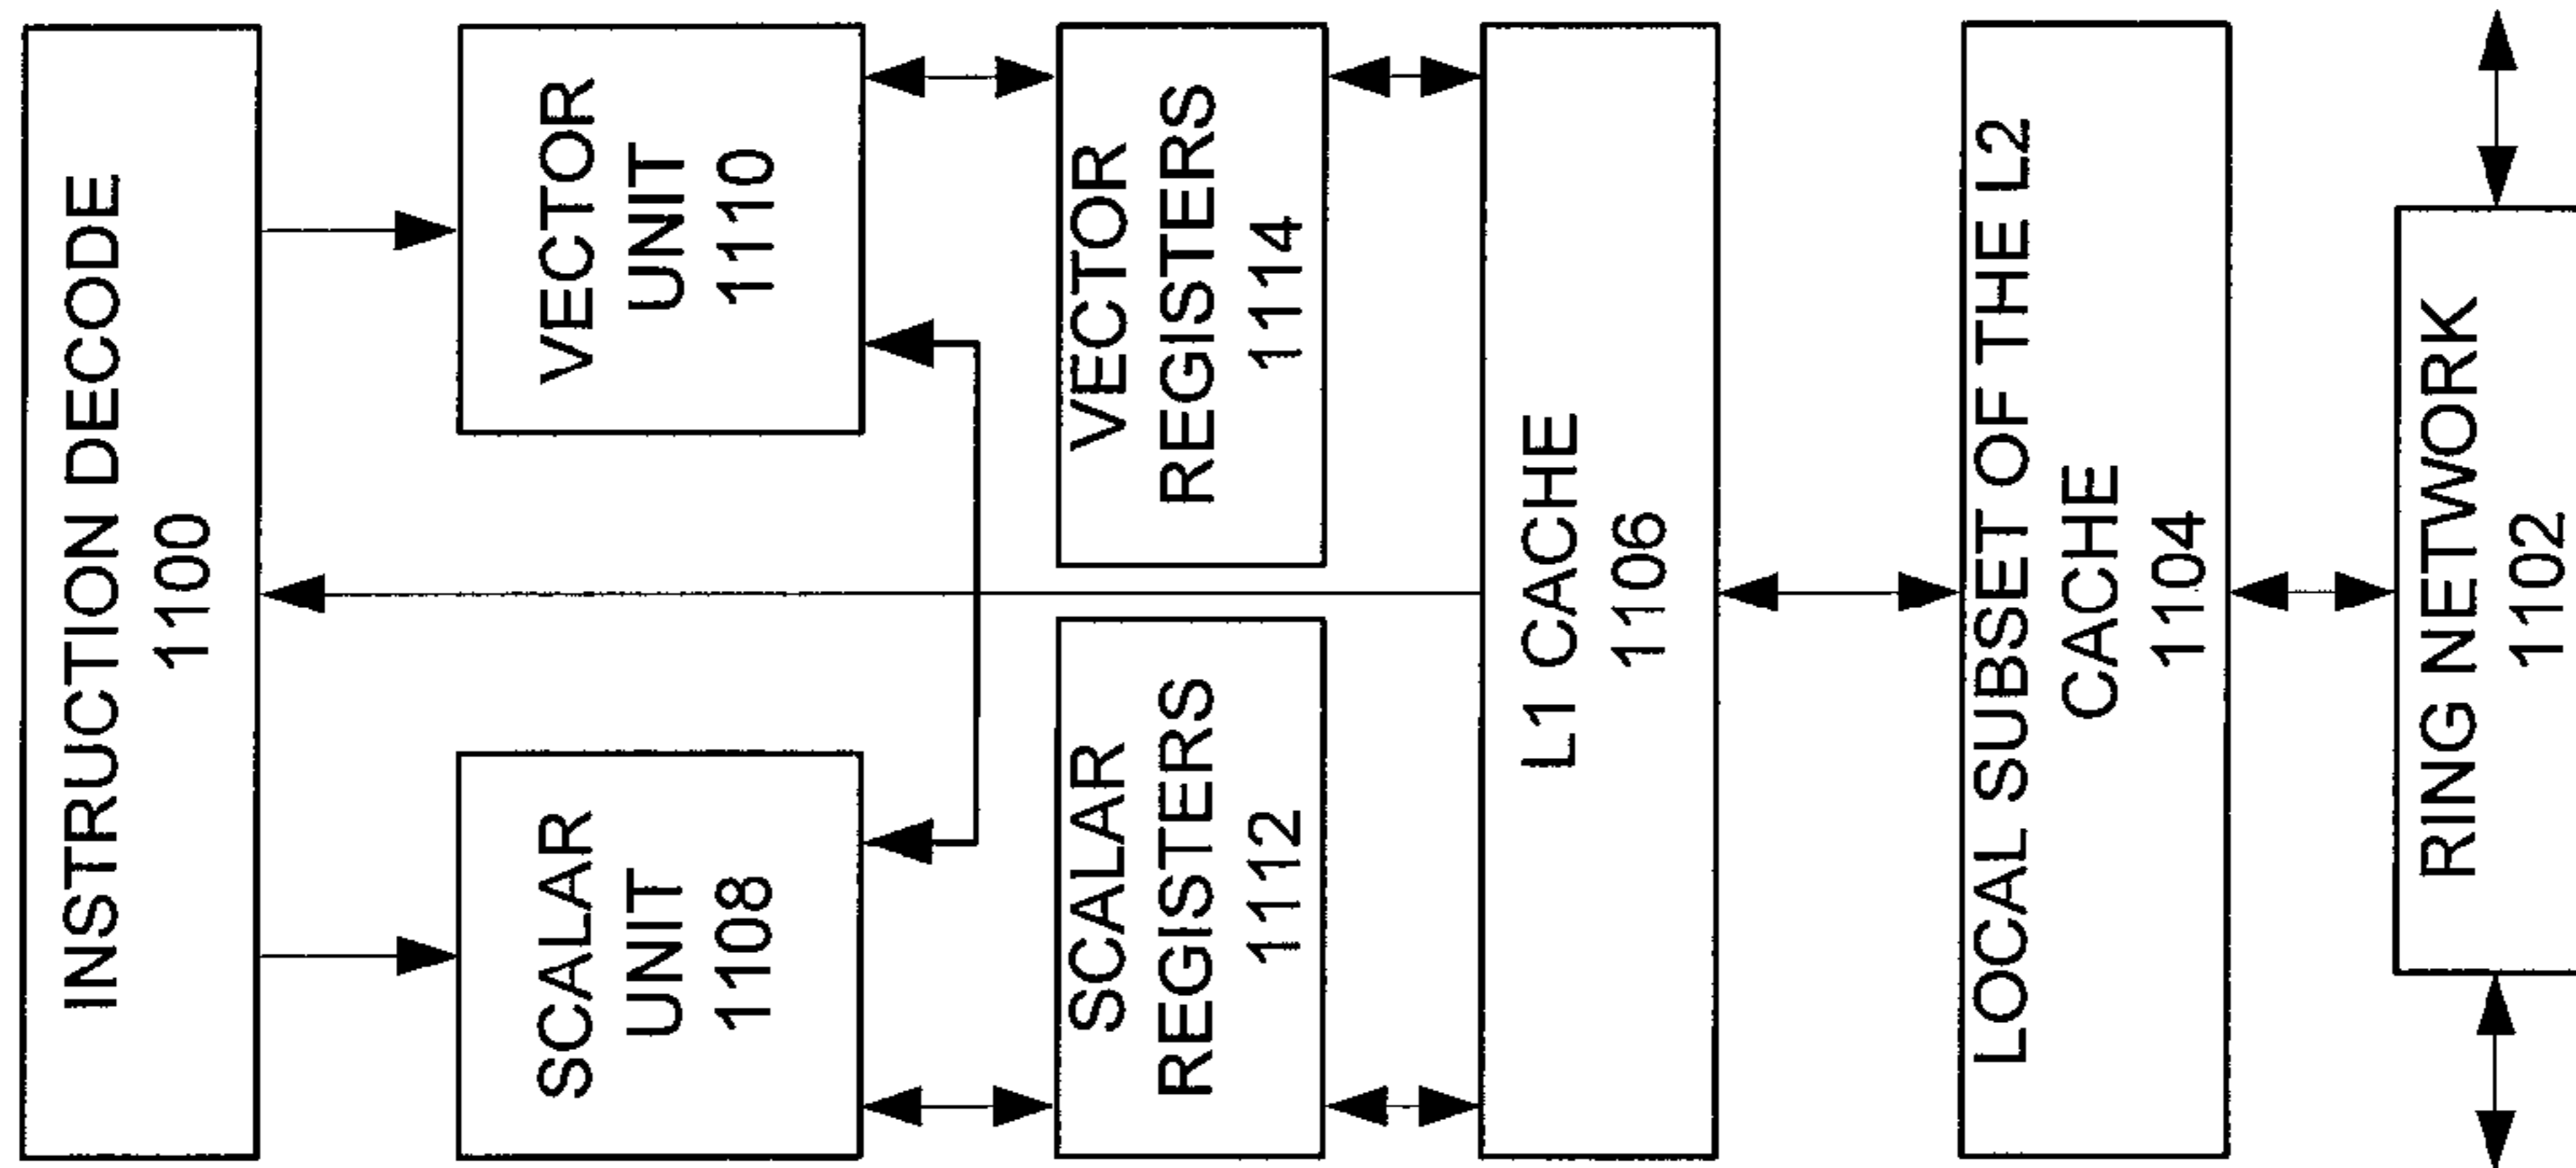 INSTRUCTION DECODE
1100
SCALAR
UNIT
1108
VECTOR
UNIT
1110
SCALAR
REGISTERS
1112
VECTOR
REGISTERS
1114
L1 CACHE
1106
LOCAL SUBSET OF THE L2
CACHE
1104
RING NETWORK
1102